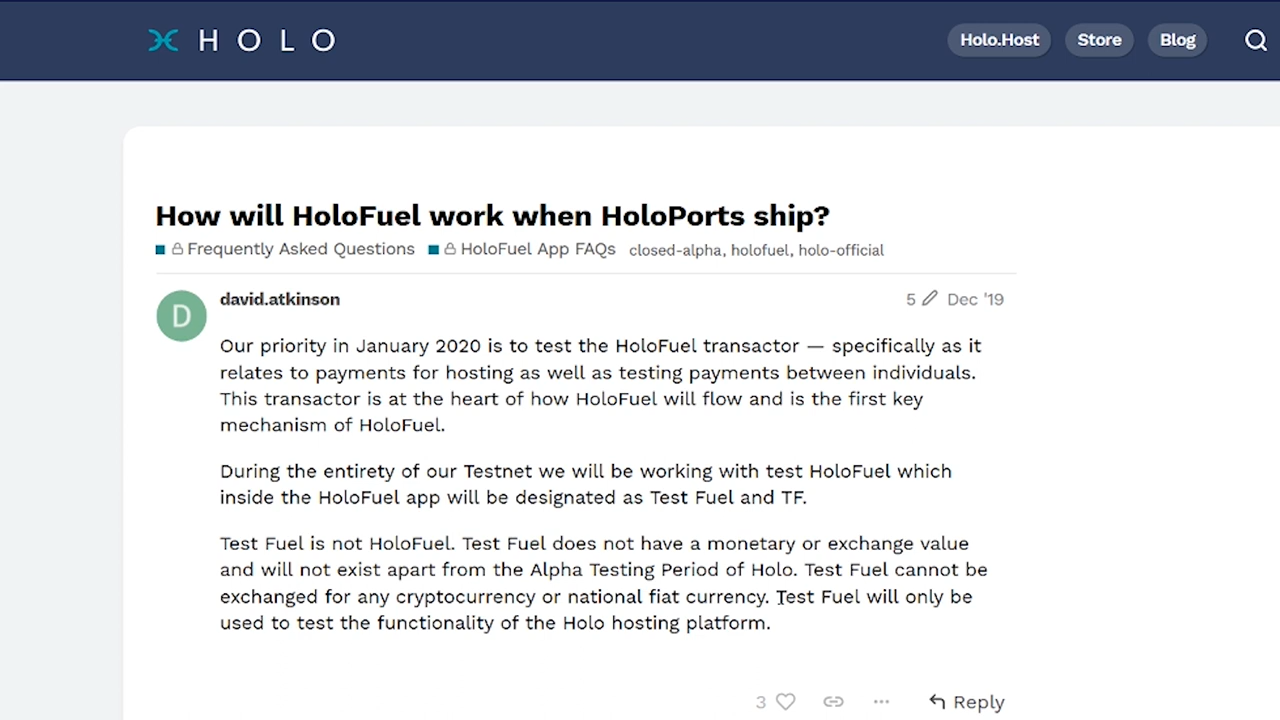 HOLO
Holo.Host
Store
Blog
How will HoloFuel work when HoloPorts ship?
Frequently Asked Questions HoloFuel App FAQs closed-alpha, holofuel, holo-official
D
david.atkinson
5 Dec '19
Our priority in January 2020 is to test the HoloFuel transactor — specifically as it
relates to payments for hosting as well as testing payments between individuals.
This transactor is at the heart of how HoloFuel will flow and is the first key
mechanism of HoloFuel.
During the entirety of our Testnet we will be working with test HoloFuel which
inside the HoloFuel app will be designated as Test Fuel and TF.
Test Fuel is not HoloFuel. Test Fuel does not have a monetary or exchange value
and will not exist apart from the Alpha Testing Period of Holo. Test Fuel cannot be
exchanged for any cryptocurrency or national fiat currency. Test Fuel will only be
used to test the functionality of the Holo hosting platform.
3
Reply